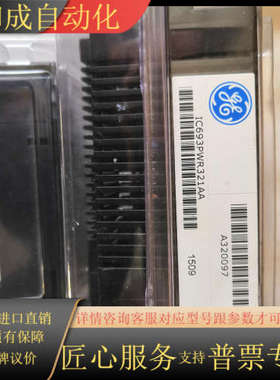 成自动化
IC693PWR321AA
A320097
1509
进口直销
详情咨询客服对应型号跟参数才可
有保障
牌议价
匠心服务
支持
普票专